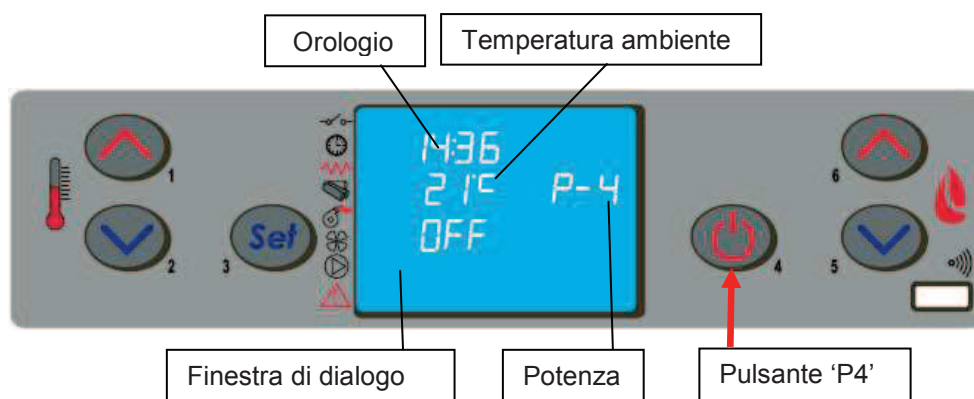 Orologio
Temperatura ambiente
14:36
21°C P-4
OFF
1
2
3
Set
4
5
6
Finestra di dialogo
Potenza
Pulsante ‘P4’